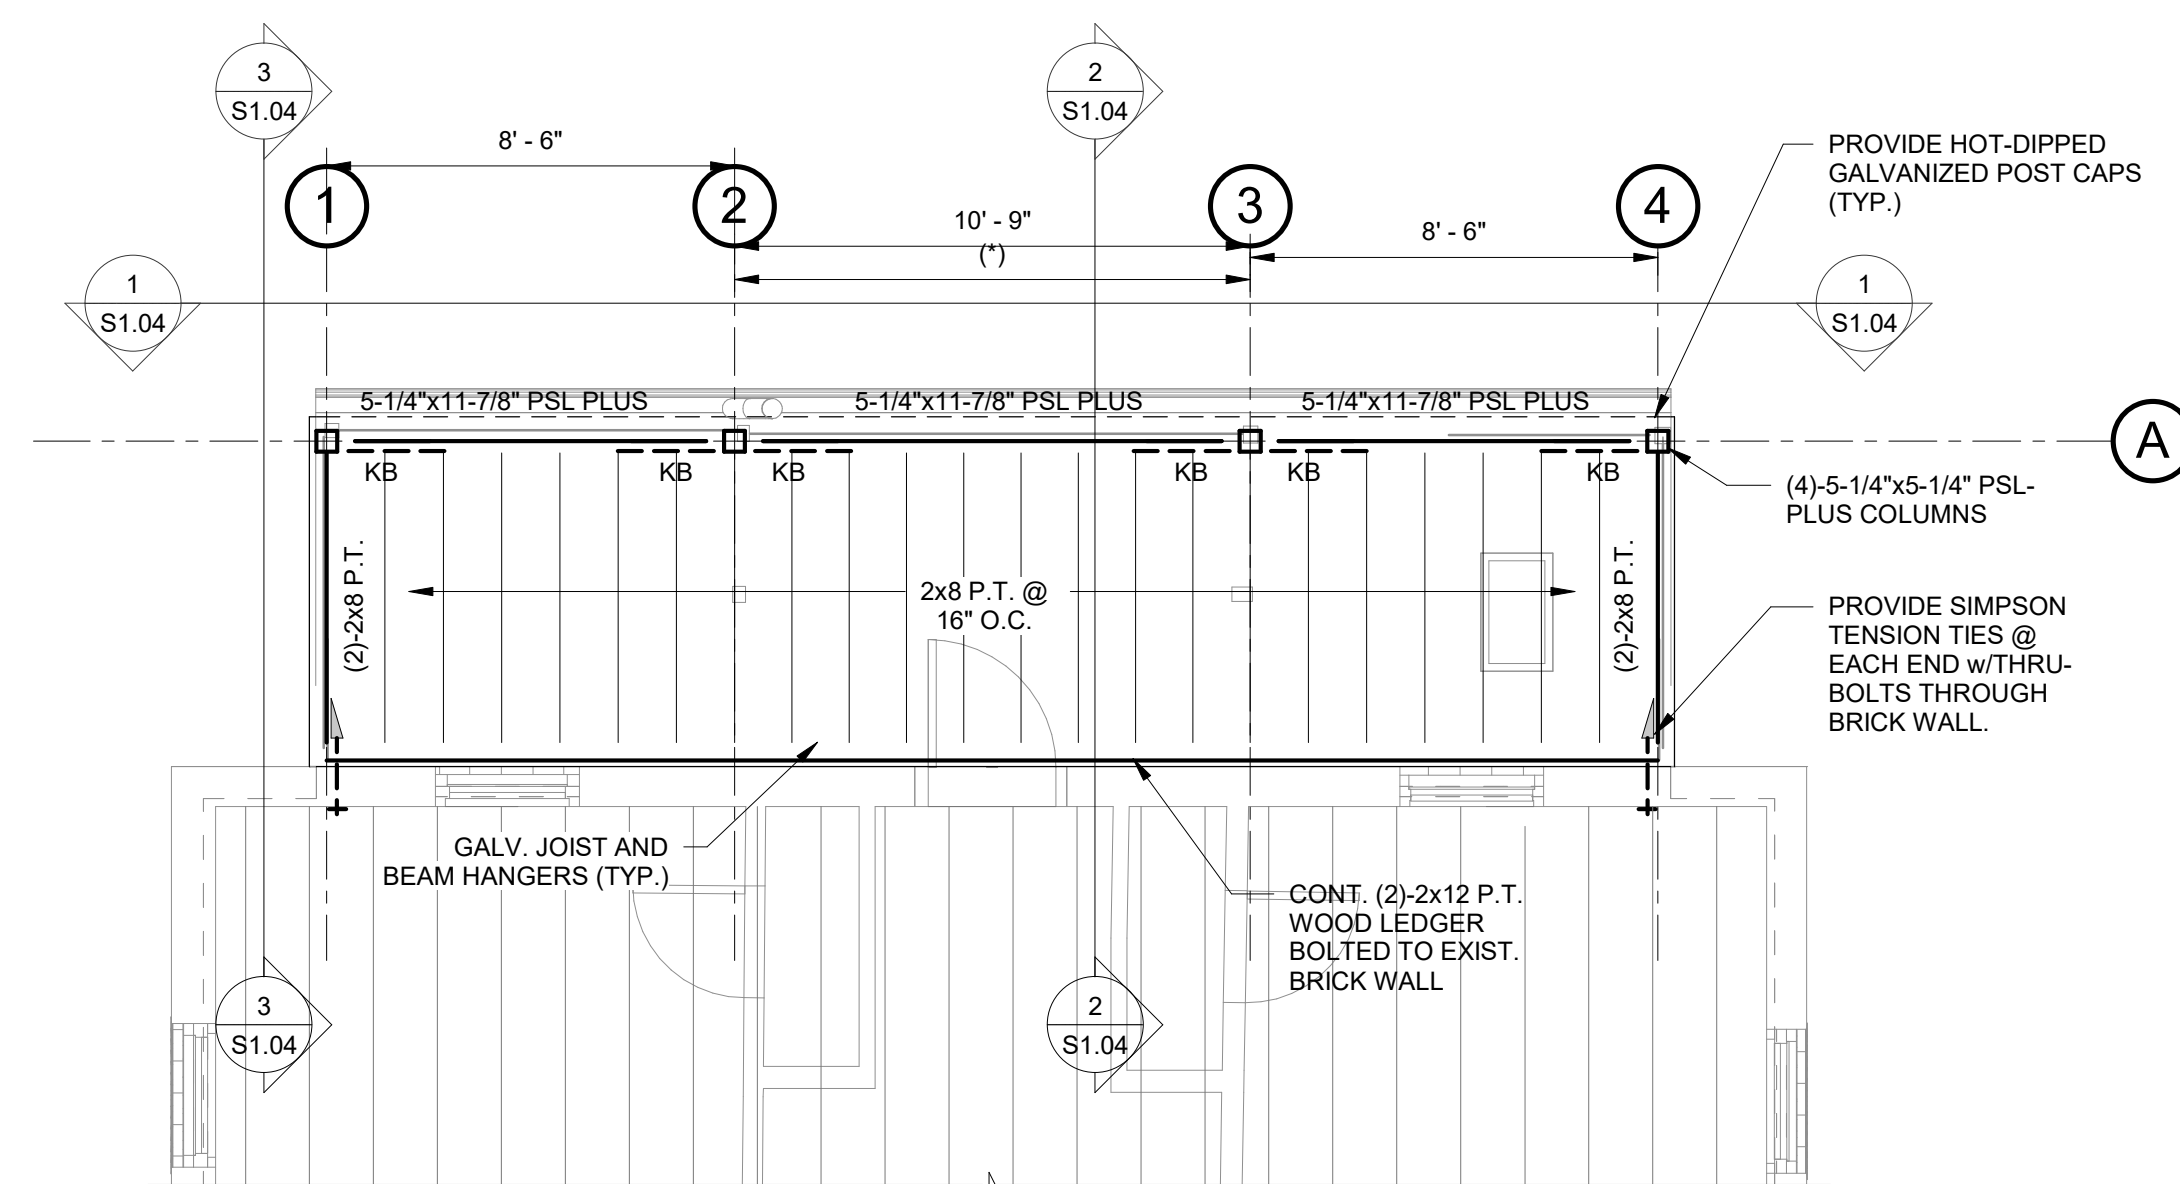 3
S1.04
2
S1.04
8' - 6"
PROVIDE HOT-DIPPED
GALVANIZED POST CAPS
(TYP.)
1
2
3
4
10' - 9"
(*)
8' - 6"
1
S1.04
1
S1.04
5-1/4"x11-7/8" PSL PLUS
5-1/4"x11-7/8" PSL PLUS
5-1/4"x11-7/8" PSL PLUS
A
KB
KB
KB
KB
KB
KB
(4)-5-1/4"x5-1/4" PSL-
PLUS COLUMNS
(2)-2x8 P.T.
2x8 P.T. @
16" O.C.
(2)-2x8 P.T.
PROVIDE SIMPSON
TENSION TIES @
EACH END w/THRU-
BOLTS THROUGH
BRICK WALL.
GALV. JOIST AND
BEAM HANGERS (TYP.)
CONT. (2)-2x12 P.T.
WOOD LEDGER
BOLTED TO EXIST.
BRICK WALL
3
S1.04
2
S1.04